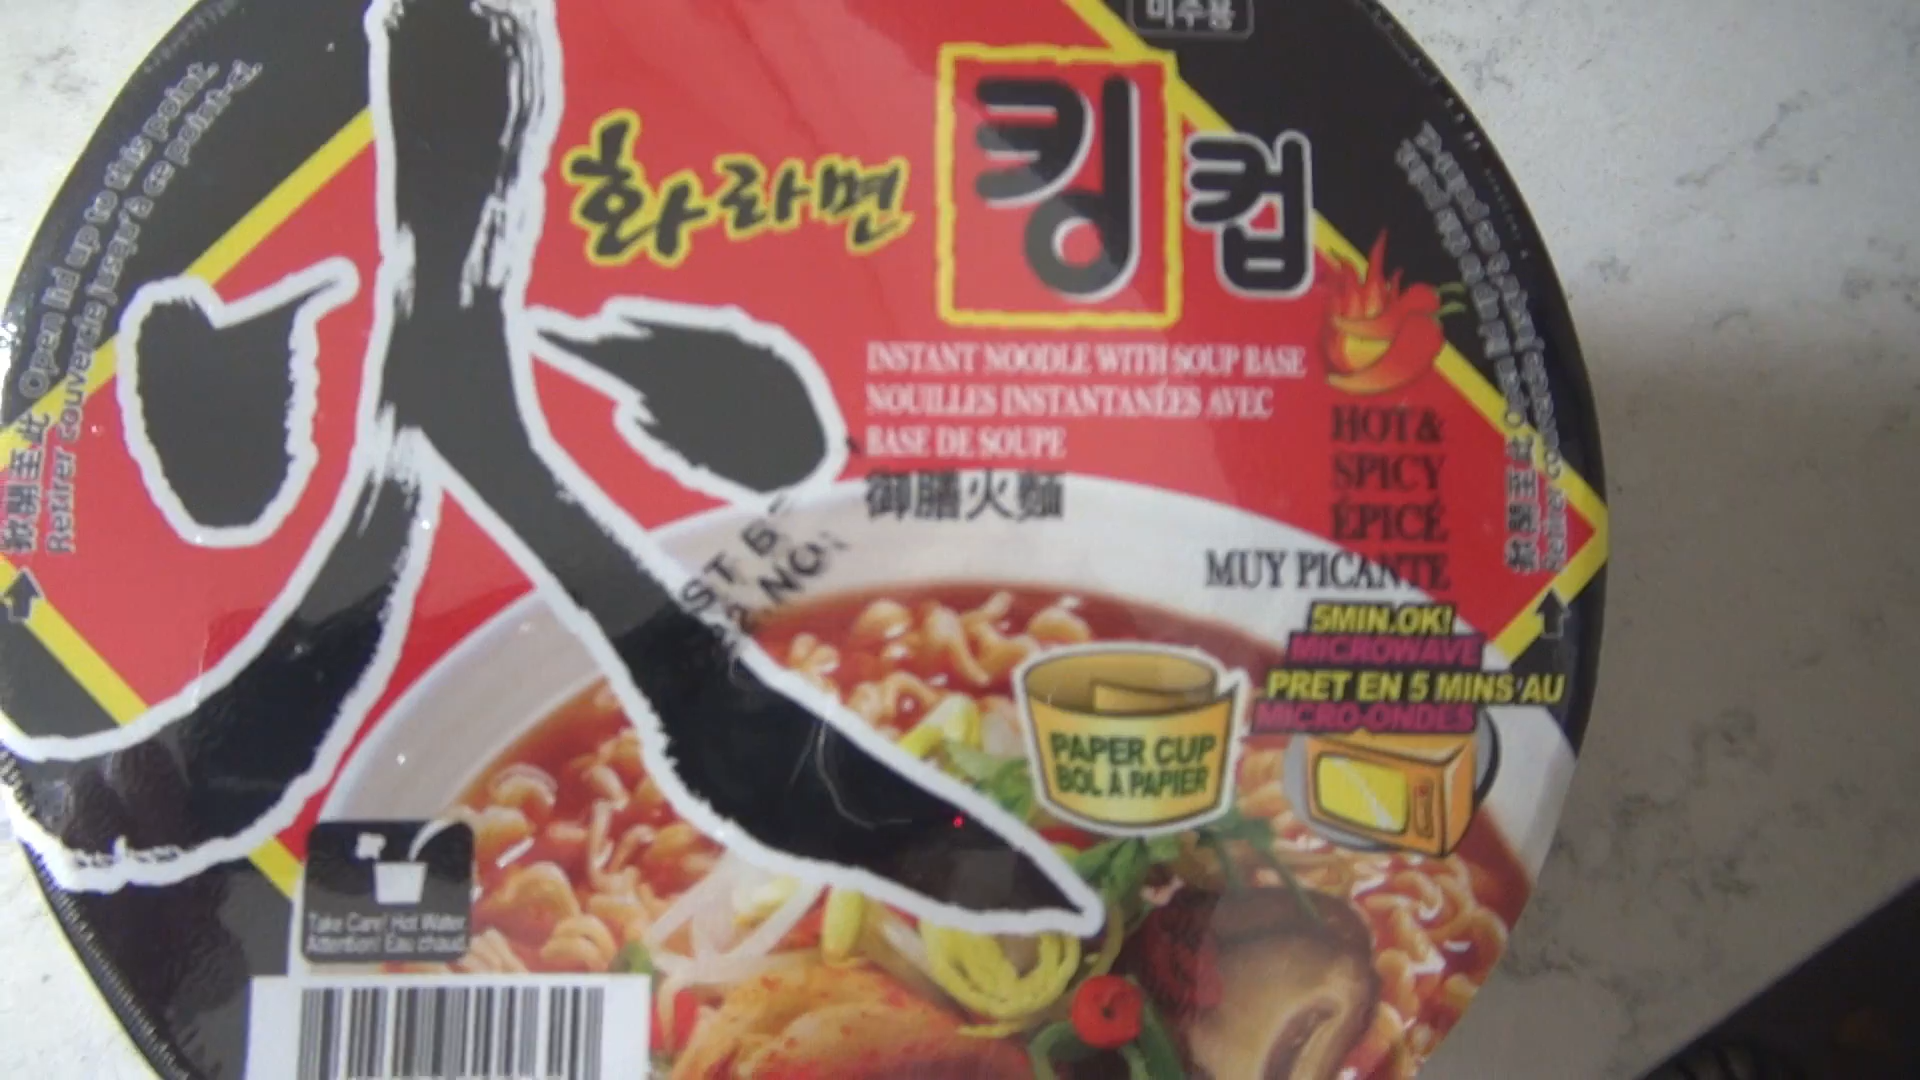 미주용
화라면 킹 컵
火
INSTANT NOODLE WITH SOUP BASE
NOUILLES INSTANTANÉES AVEC
BASE DE SOUPE
御膳火麵
HOT &
SPICY
ÉPICÉ
MUY PICANTE
5MIN.OK!
MICROWAVE
PRET EN 5 MINS AU
MICRO-ONDES
PAPER CUP
BOL À PAPIER
Take Care! Hot Water
Attention! Eau chaud
Open lid up to this point
Retirer couvercle jusqu'à ce point-ci